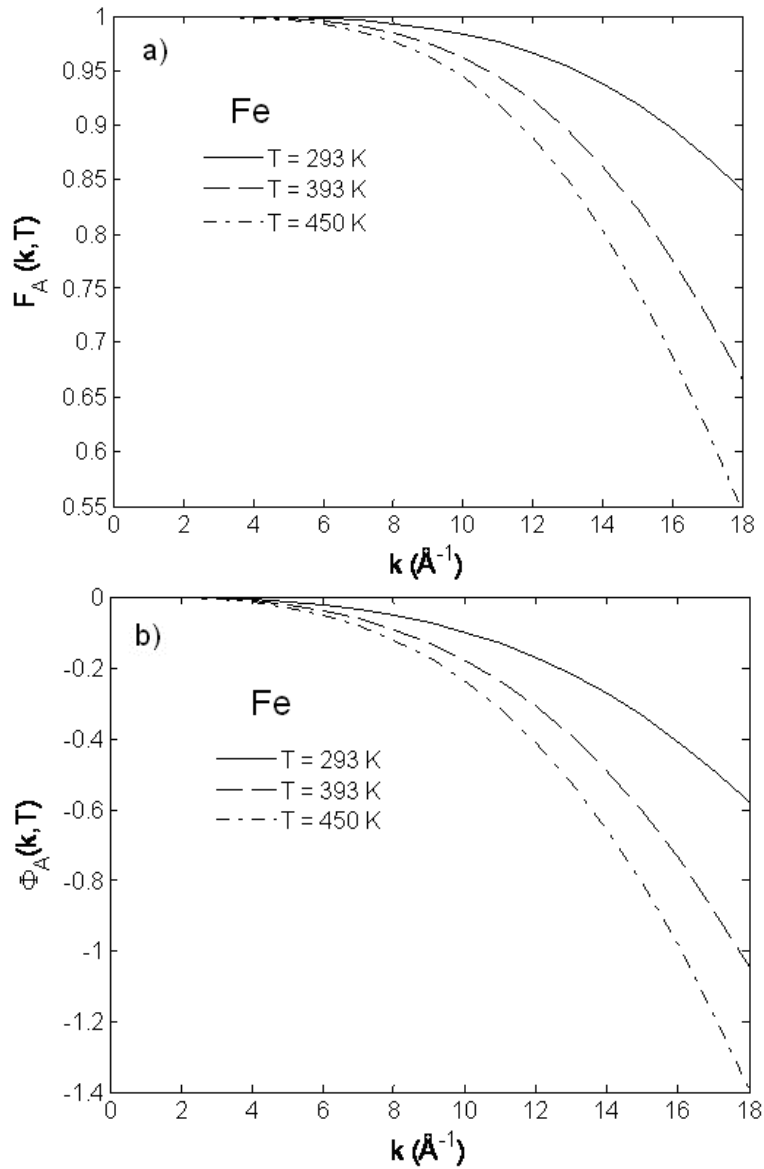 a)
Fe
T = 293 K
T = 393 K
T = 450 K
F_A (k,T)
1
0.95
0.9
0.85
0.8
0.75
0.7
0.65
0.6
0.55
0 2 4 6 8 10 12 14 16 18
k (Å⁻¹)
b)
Fe
T = 293 K
T = 393 K
T = 450 K
Φ_A(k,T)
0
-0.2
-0.4
-0.6
-0.8
-1
-1.2
-1.4
0 2 4 6 8 10 12 14 16 18
k (Å⁻¹)